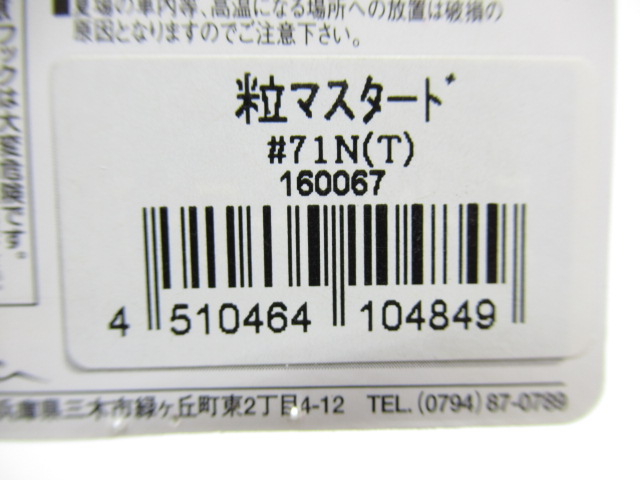 夏場の車内等、高温になる場所への放置は破損の
原因となりますのでご注意下さい。
粒マスタード
#71N(T)
160067
4 510464 104849
兵庫県三木市緑ヶ丘町東2丁目4-12 TEL.(0794)87-0789